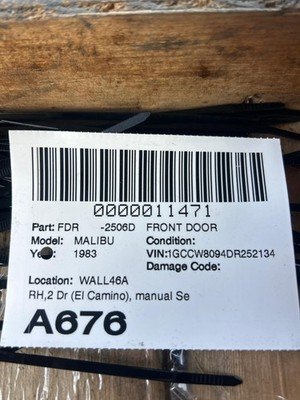 0000011471
Part: FDR -2506D FRONT DOOR
Model: MALIBU Condition:
Year: 1983 VIN:1GCCW8094DR252134
Damage Code:
Location: WALL46A
RH,2 Dr (El Camino), manual Se
A676